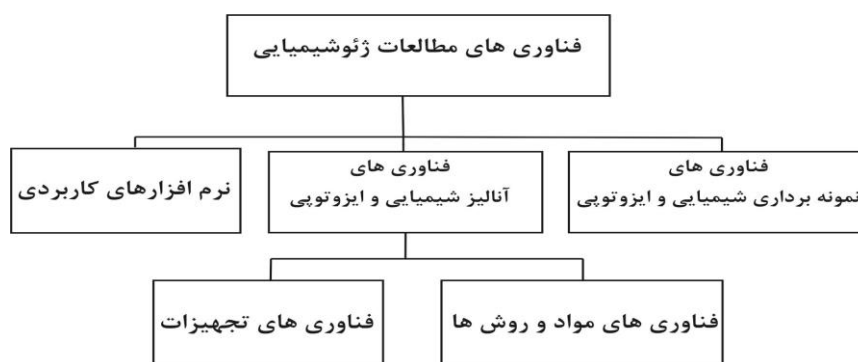 فناوری های مطالعات ژئوشیمیایی
فناوری های
نمونه برداری شیمیایی و ایزوتوپی
فناوری های
آنالیز شیمیایی و ایزوتوپی
نرم افزارهای کاربردی
فناوری های مواد و روش ها
فناوری های تجهیزات